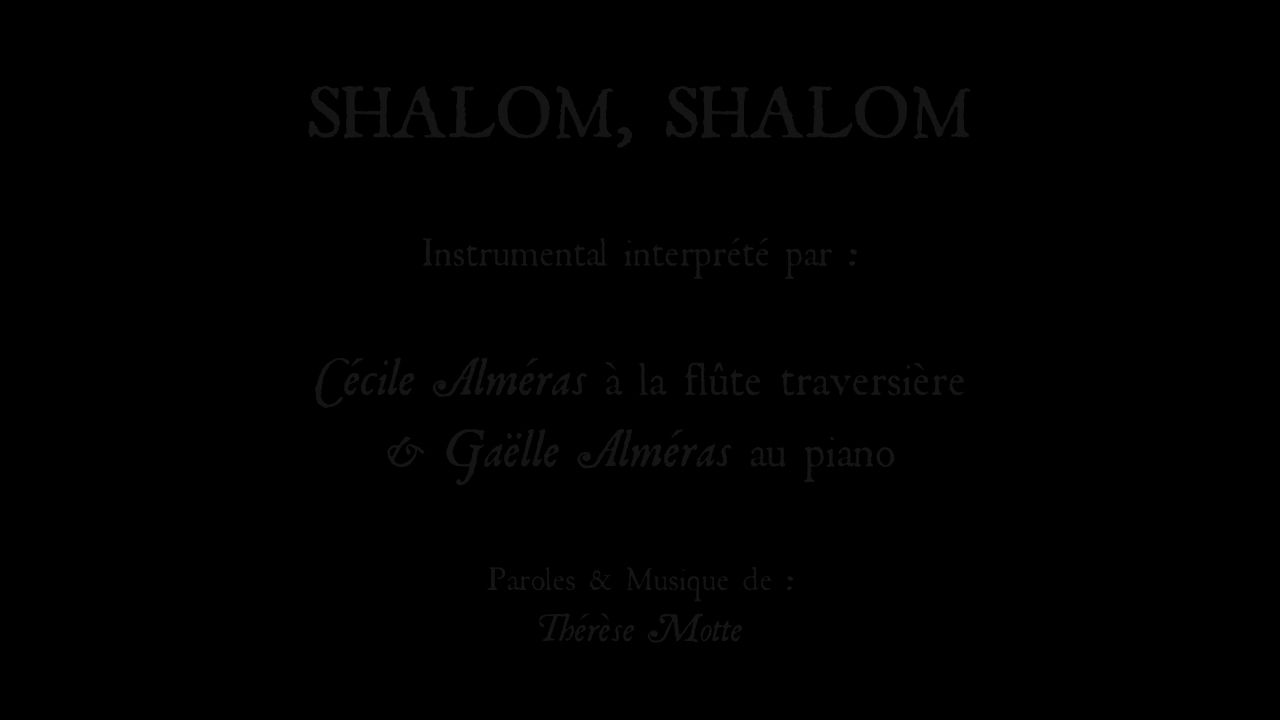 SHALOM, SHALOM
Instrumental interprété par :
Cécile Alméras à la flûte traversière
& Gaëlle Alméras au piano
Paroles & Musique de :
Thérèse Motte